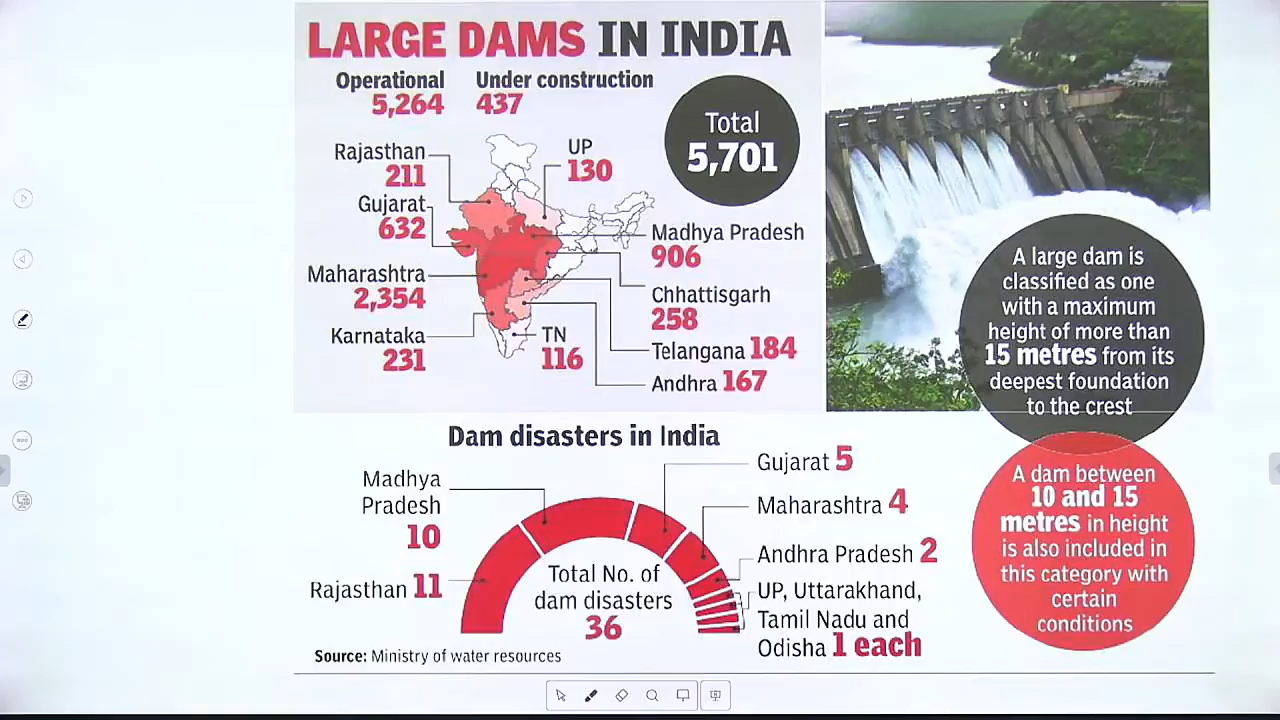 LARGE DAMS IN INDIA
Operational
5,264
Under construction
437
Total
5,701
Rajasthan
211
Gujarat
632
Maharashtra
2,354
Karnataka
231
UP
130
Madhya Pradesh
906
Chhattisgarh
258
Telangana 184
Andhra 167
TN
116
A large dam is
classified as one
with a maximum
height of more than
15 metres from its
deepest foundation
to the crest
A dam between
10 and 15
metres in height
is also included in
this category with
certain
conditions
Dam disasters in India
Madhya
Pradesh
10
Rajasthan 11
Total No. of
dam disasters
36
Gujarat 5
Maharashtra 4
Andhra Pradesh 2
UP, Uttarakhand,
Tamil Nadu and
Odisha 1 each
Source: Ministry of water resources